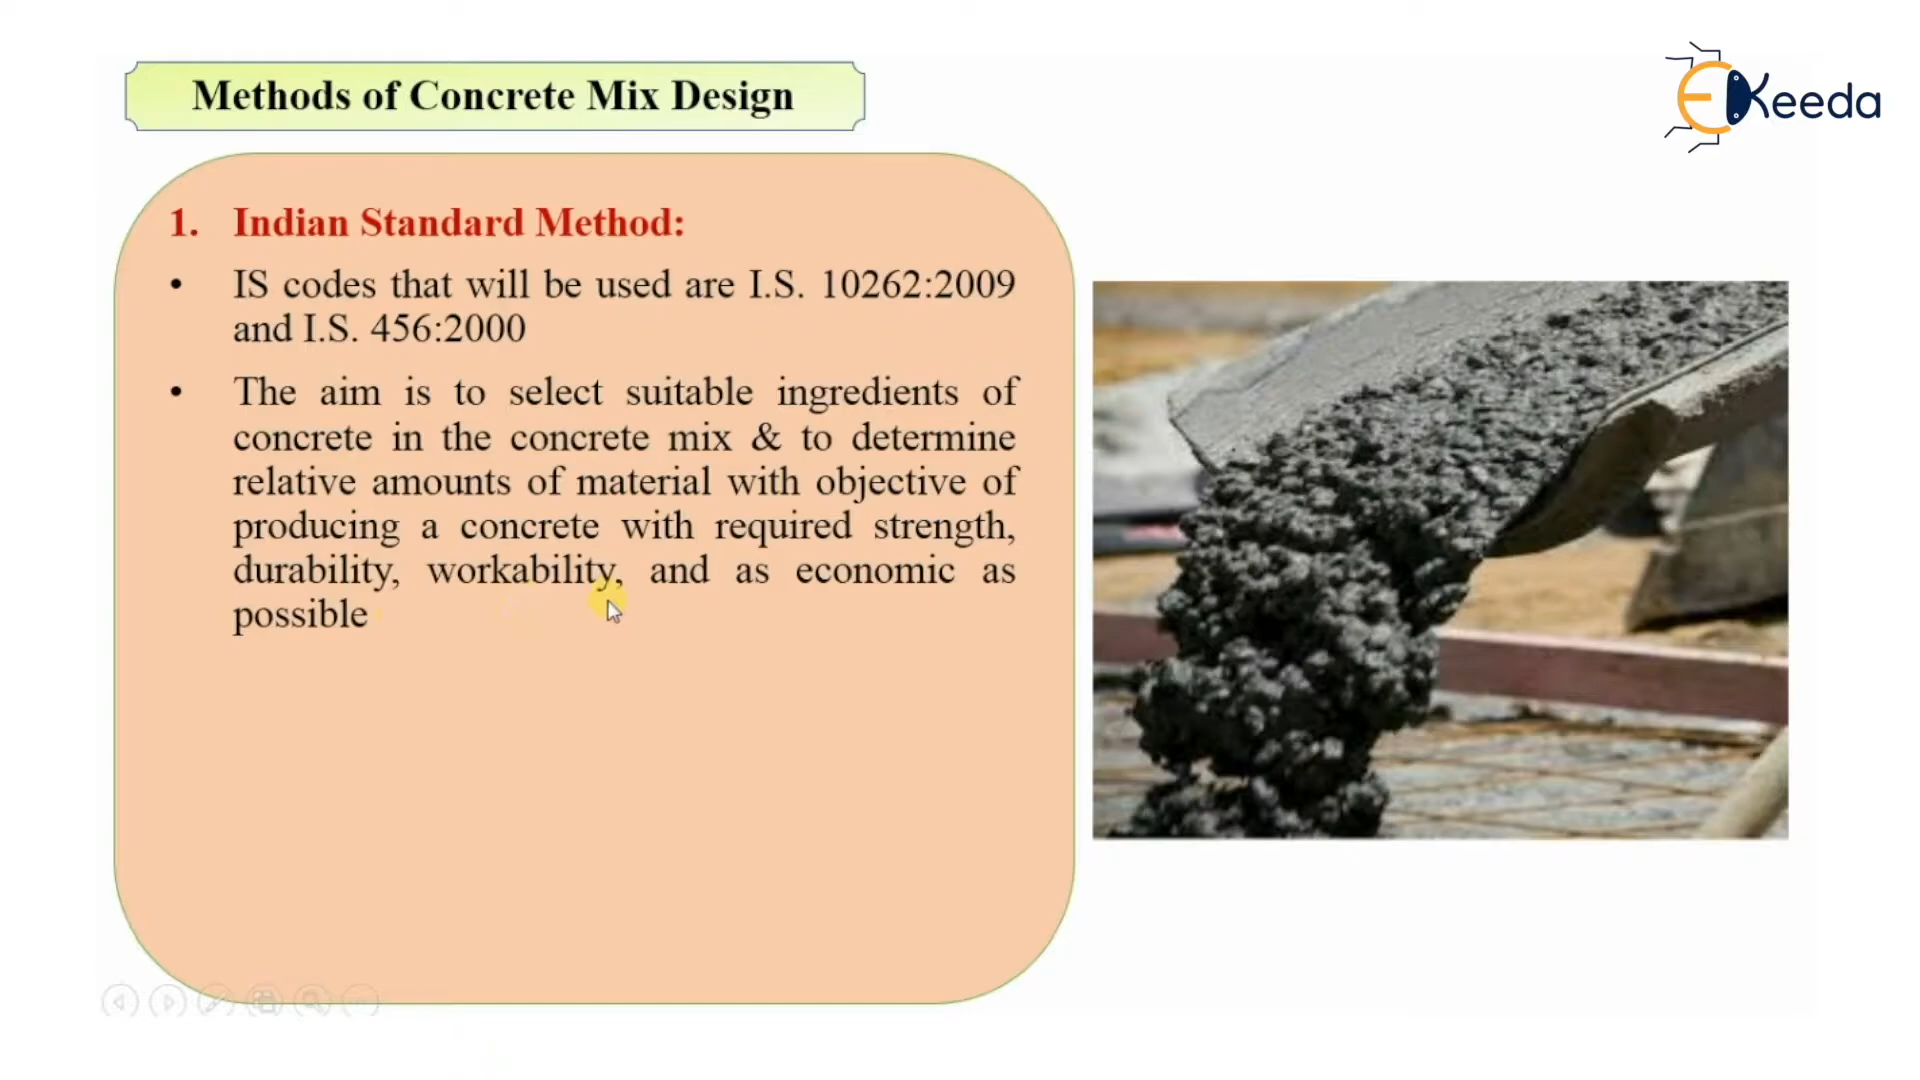 Methods of Concrete Mix Design
EKeeda
1. Indian Standard Method:
• IS codes that will be used are I.S. 10262:2009
and I.S. 456:2000
• The aim is to select suitable ingredients of
concrete in the concrete mix & to determine
relative amounts of material with objective of
producing a concrete with required strength,
durability, workability, and as economic as
possible